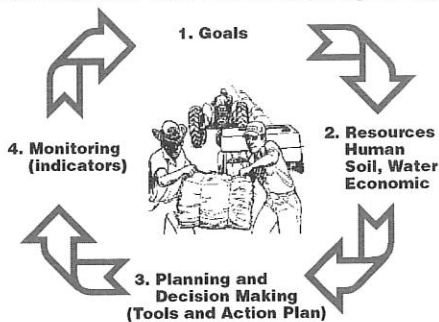 1. Goals
2. Resources
Human
Soil, Water
Economic
3. Planning and
Decision Making
(Tools and Action Plan)
4. Monitoring
(indicators)